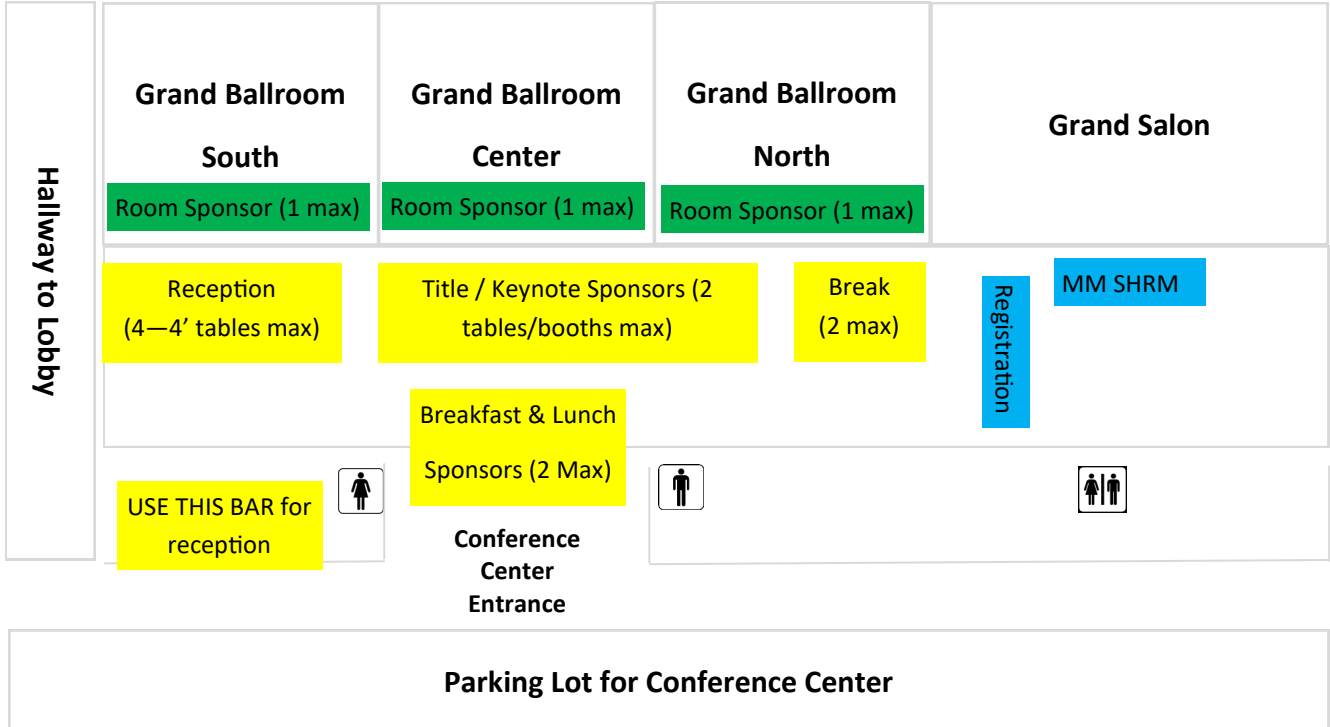 Hallway to Lobby
Grand Ballroom
South
Room Sponsor (1 max)
Grand Ballroom
Center
Room Sponsor (1 max)
Grand Ballroom
North
Room Sponsor (1 max)
Grand Salon
Reception
(4—4’ tables max)
Title / Keynote Sponsors (2
tables/booths max)
Break
(2 max)
Registration
MM SHRM
Breakfast & Lunch
Sponsors (2 Max)
USE THIS BAR for
reception
Conference
Center
Entrance
Parking Lot for Conference Center